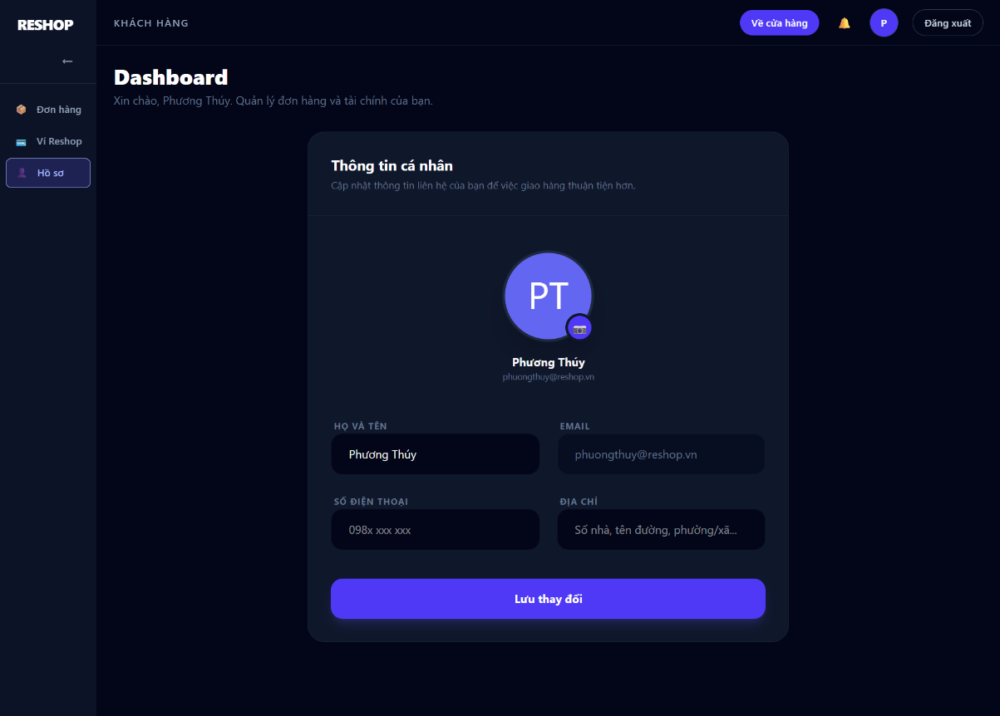 RESHOP
KHÁCH HÀNG
Về cửa hàng
P
Đăng xuất
←
Đơn hàng
Ví Reshop
Hồ sơ
Dashboard
Xin chào, Phương Thúy. Quản lý đơn hàng và tài chính của bạn.
Thông tin cá nhân
Cập nhật thông tin liên hệ của bạn để việc giao hàng thuận tiện hơn.
PT
Phương Thúy
phuongthuy@reshop.vn
HỌ VÀ TÊN
Phương Thúy
EMAIL
phuongthuy@reshop.vn
SỐ ĐIỆN THOẠI
098x xxx xxx
ĐỊA CHỈ
Số nhà, tên đường, phường/xã...
Lưu thay đổi